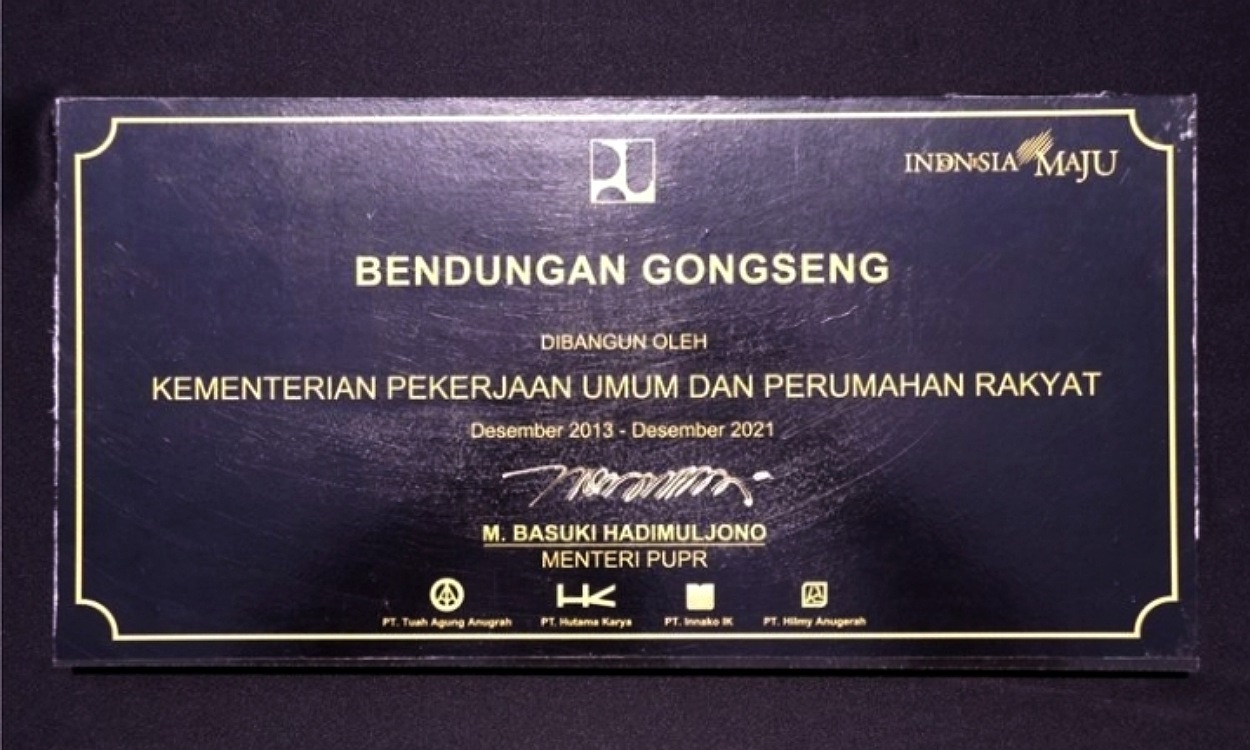 INDONESIA MAJU
BENDUNGAN GONGSENG
DIBANGUN OLEH
KEMENTERIAN PEKERJAAN UMUM DAN PERUMAHAN RAKYAT
Desember 2013 - Desember 2021
M. BASUKI HADIMULJONO
MENTERI PUPR
HK
PT. Tuah Agung Anugrah PT. Hutama Karya PT. Innako IK PT. Hilmy Anugerah